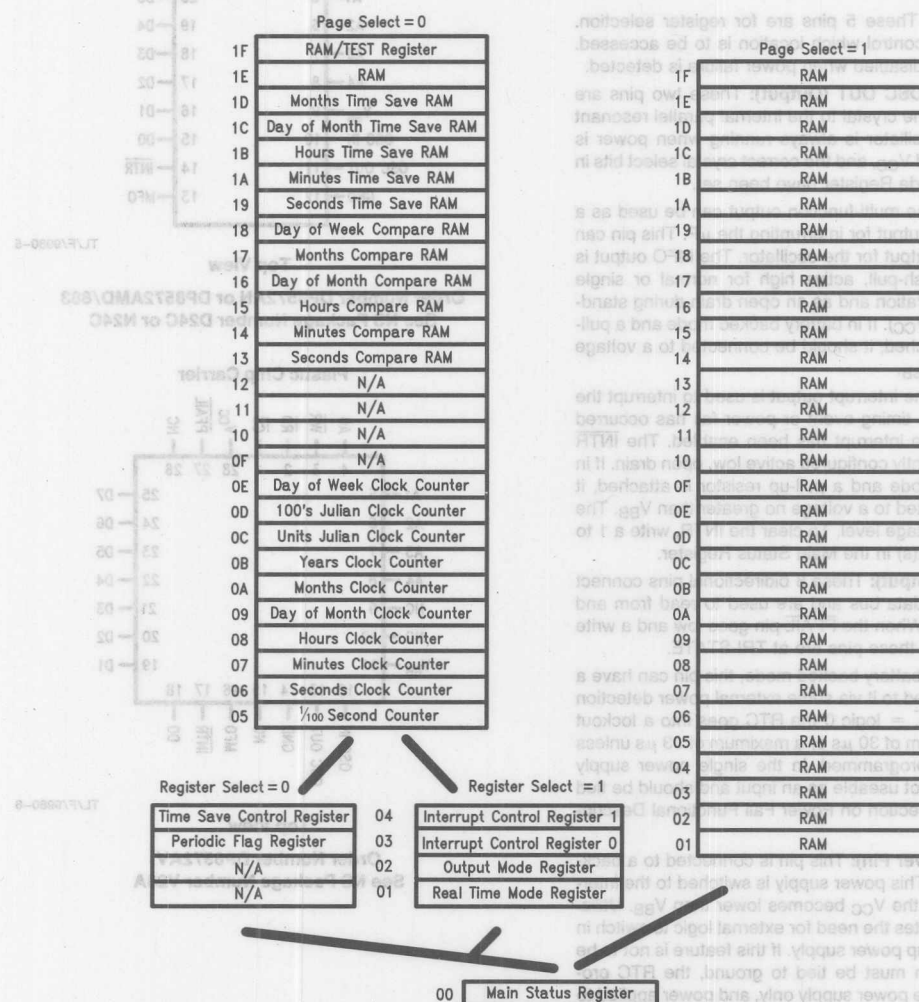 Page Select = 0
1F RAM/TEST Register
1E RAM
1D Months Time Save RAM
1C Day of Month Time Save RAM
1B Hours Time Save RAM
1A Minutes Time Save RAM
19 Seconds Time Save RAM
18 Day of Week Compare RAM
17 Months Compare RAM
16 Day of Month Compare RAM
15 Hours Compare RAM
14 Minutes Compare RAM
13 Seconds Compare RAM
12 N/A
11 N/A
10 N/A
0F N/A
0E Day of Week Clock Counter
0D 100's Julian Clock Counter
0C Units Julian Clock Counter
0B Years Clock Counter
0A Months Clock Counter
09 Day of Month Clock Counter
08 Hours Clock Counter
07 Minutes Clock Counter
06 Seconds Clock Counter
05 1/100 Second Counter
Page Select = 1
1F RAM
1E RAM
1D RAM
1C RAM
1B RAM
1A RAM
19 RAM
18 RAM
17 RAM
16 RAM
15 RAM
14 RAM
13 RAM
12 RAM
11 RAM
10 RAM
0F RAM
0E RAM
0D RAM
0C RAM
0B RAM
0A RAM
09 RAM
08 RAM
07 RAM
06 RAM
05 RAM
04 RAM
03 RAM
02 RAM
01 RAM
Register Select = 0
Register Select = 1
Time Save Control Register 04 Interrupt Control Register 1
Periodic Flag Register 03 Interrupt Control Register 0
N/A 02 Output Mode Register
N/A 01 Real Time Mode Register
00 Main Status Register